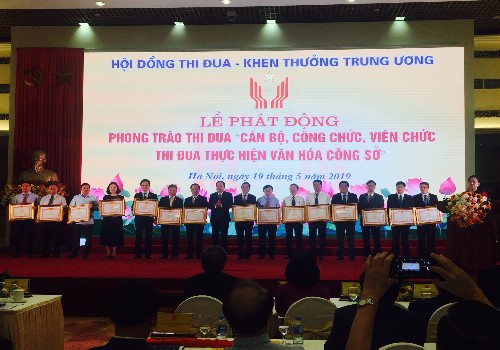 HỘI ĐỒNG THI ĐUA - KHEN THƯỞNG TRUNG ƯƠNG
LỄ PHÁT ĐỘNG
PHONG TRÀO THI ĐUA "CÁN BỘ, CÔNG CHỨC, VIÊN CHỨC
THI ĐUA THỰC HIỆN VĂN HÓA CÔNG SỞ"
Hà Nội, ngày 19 tháng 5 năm 2019